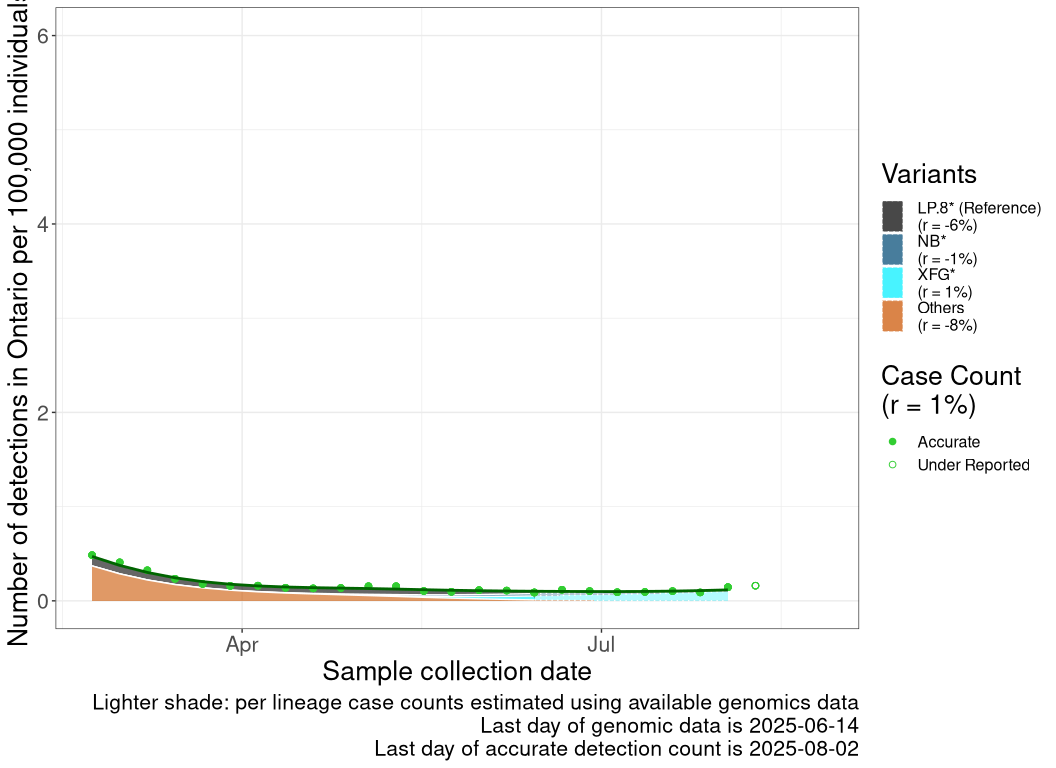 Number of detections in Ontario per 100,000 individuals
6
4
2
0
Apr
Jul
Sample collection date
Variants
LP.8* (Reference)
(r = -6%)
NB*
(r = -1%)
XFG*
(r = 1%)
Others
(r = -8%)
Case Count
(r = 1%)
Accurate
Under Reported
Lighter shade: per lineage case counts estimated using available genomics data
Last day of genomic data is 2025-06-14
Last day of accurate detection count is 2025-08-02